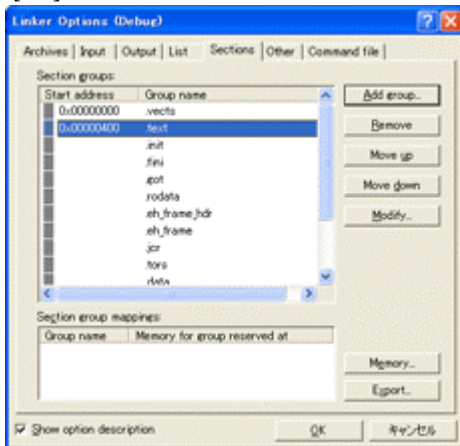 Linker Options (Debug)
Archives Input Output List Sections Other Command file
Section groups:
Start address Group name
0x00000000 .vects
0x00000400 .text
.init
.fini
.got
.rodata
.eh_frame_hdr
.eh_frame
.jcr
.tors
.data
Add group...
Remove
Move up
Move down
Modify...
Section group mappings:
Group name Memory for group reserved at
Memory...
Export...
Show option description
OK
キャンセル